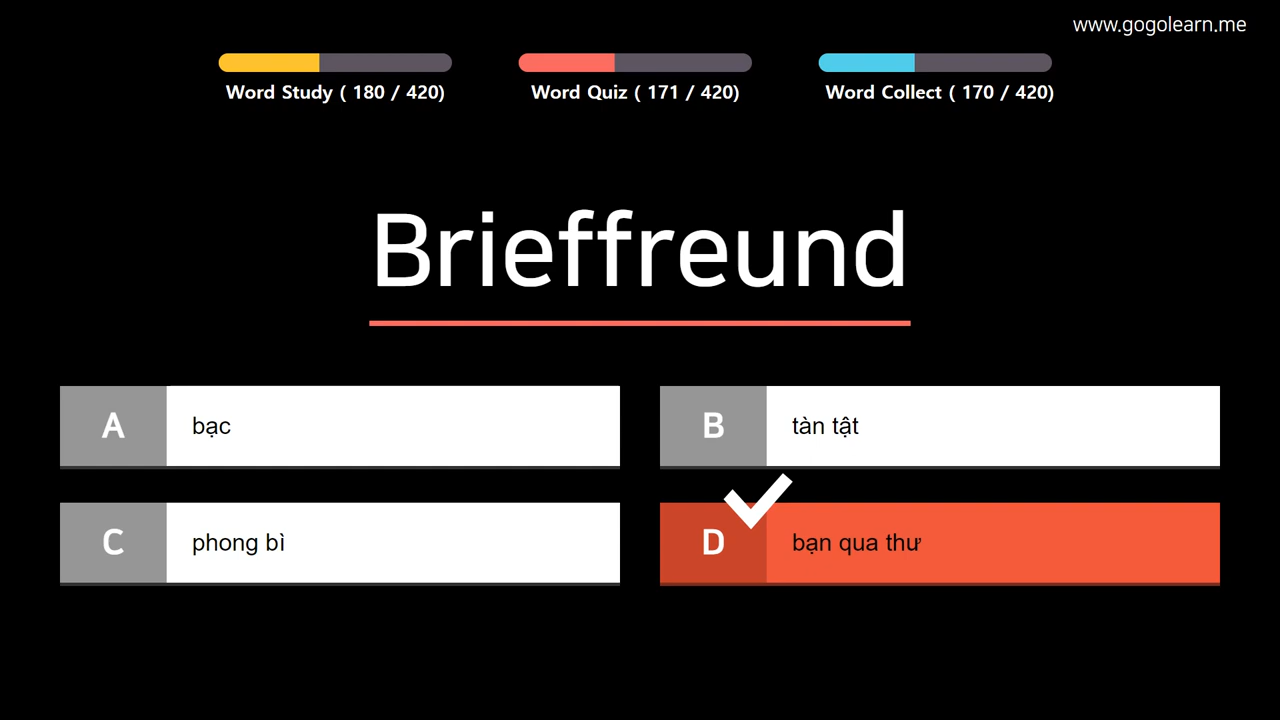 www.gogolearn.me
Word Study ( 180 / 420)
Word Quiz ( 171 / 420)
Word Collect ( 170 / 420)
Brieffreund
A
bạc
B
tàn tật
C
phong bì
D
bạn qua thư